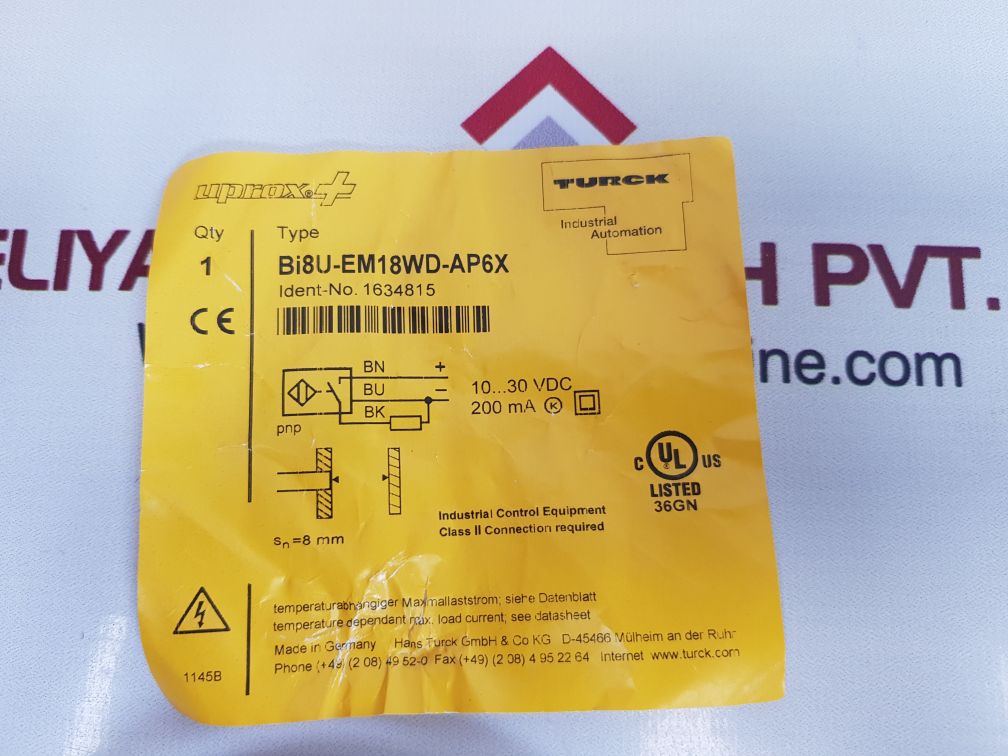 uprox®+
TURCK
Industrial
Automation
Qty
Type
1
Bi8U-EM18WD-AP6X
Ident-No. 1634815
CE
BN +
BU –
BK
pnp
10...30 VDC
200 mA K
sn=8 mm
Industrial Control Equipment
Class II Connection required
C UL US
LISTED
36GN
temperaturabhängiger Maxmallaststrom; siehe Datenblatt
temperature dependant max. load current; see datasheet
Made in Germany Hans Turck GmbH & Co KG D-45466 Mülheim an der Ruhr
Phone (+49) (2 08) 49 52-0 Fax (+49) (2 08) 4 95 22 64 Internet www.turck.com
1145B
ELIYA
H PVT.
ine.com